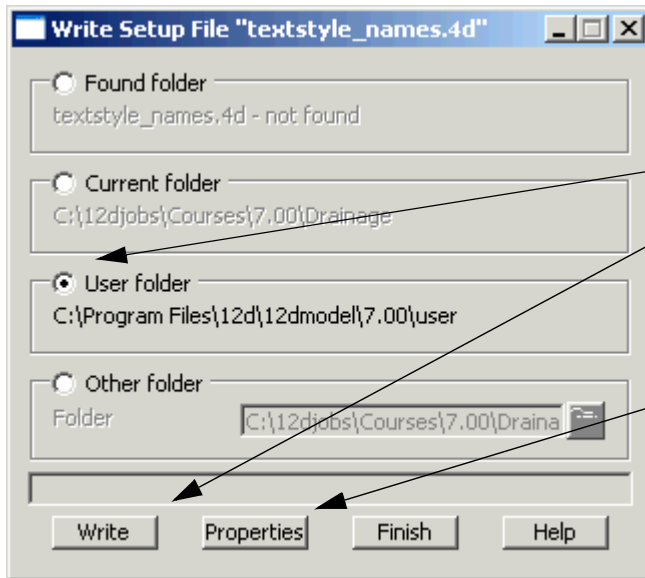 Write Setup File "textstyle_names.4d"
Found folder
textstyle_names.4d - not found
Current folder
C:\12djobs\Courses\7.00\Drainage
User folder
C:\Program Files\12d\12dmodel\7.00\user
Other folder
Folder C:\12djobs\Courses\7.00\Draina
Write Properties Finish Help